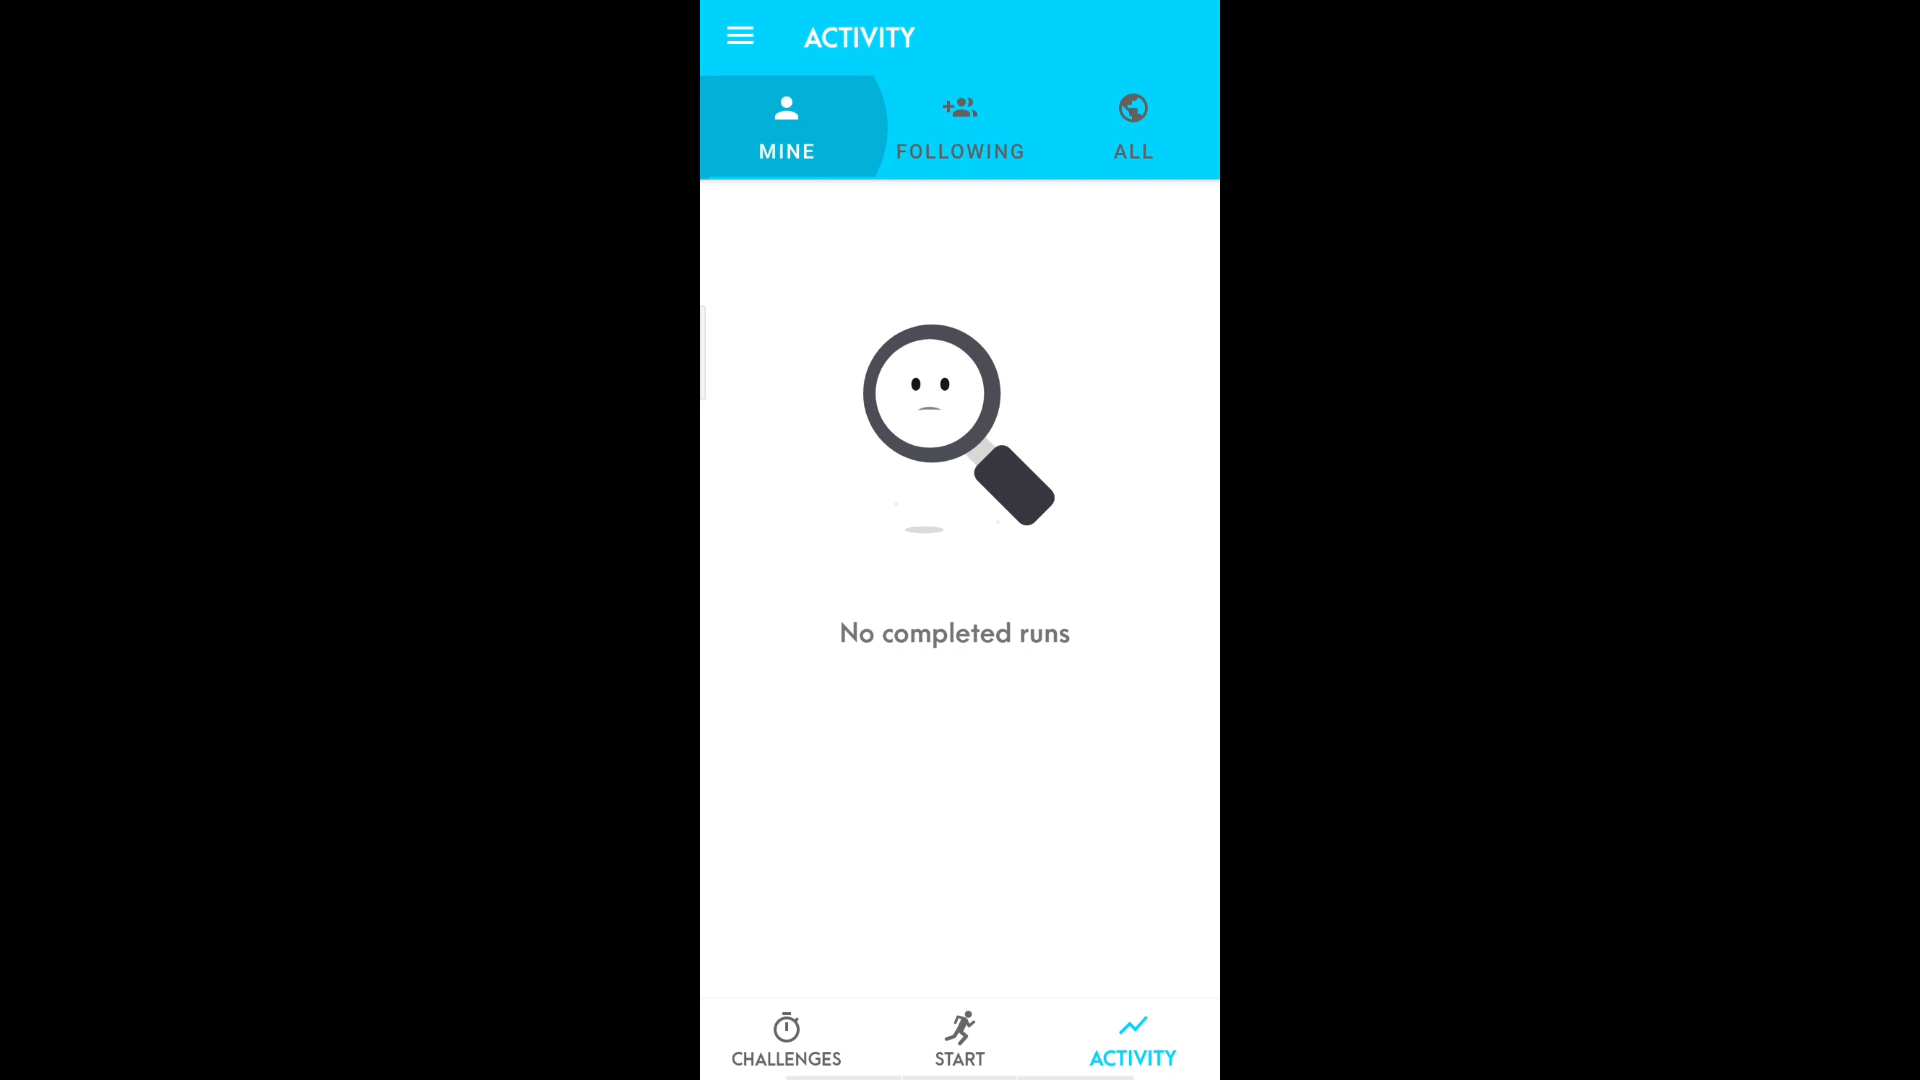 ACTIVITY
MINE
FOLLOWING
ALL
No completed runs
CHALLENGES
START
ACTIVITY